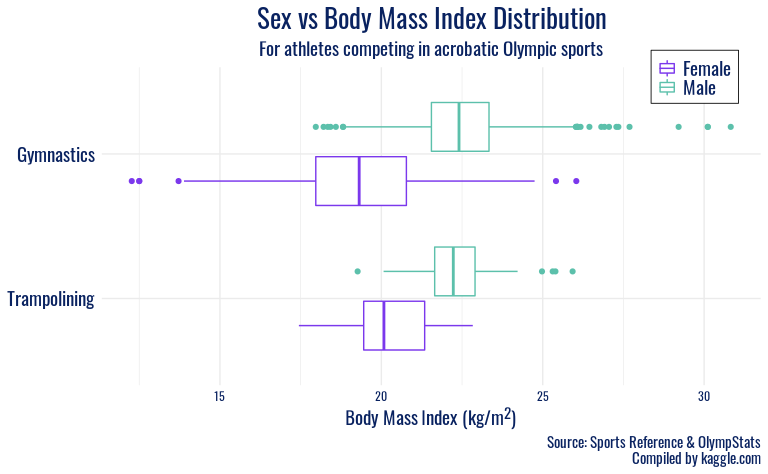 Sex vs Body Mass Index Distribution
For athletes competing in acrobatic Olympic sports
Female
Male
Gymnastics
Trampolining
15 20 25 30
Body Mass Index (kg/m²)
Source: Sports Reference & OlympStats
Compiled by kaggle.com